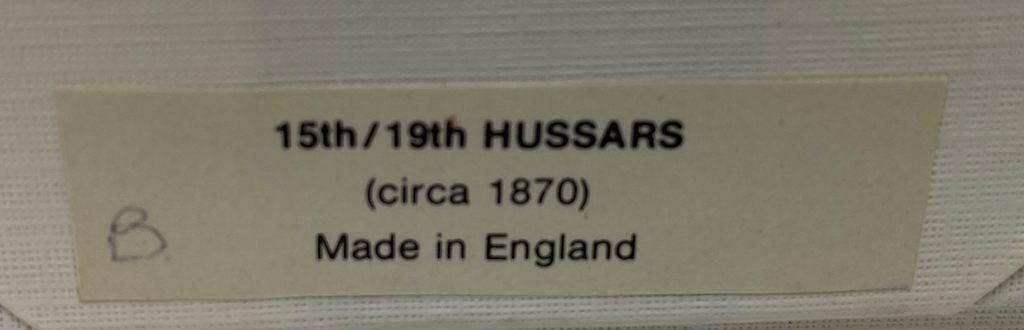 15th/19th HUSSARS
(circa 1870)
B.
Made in England